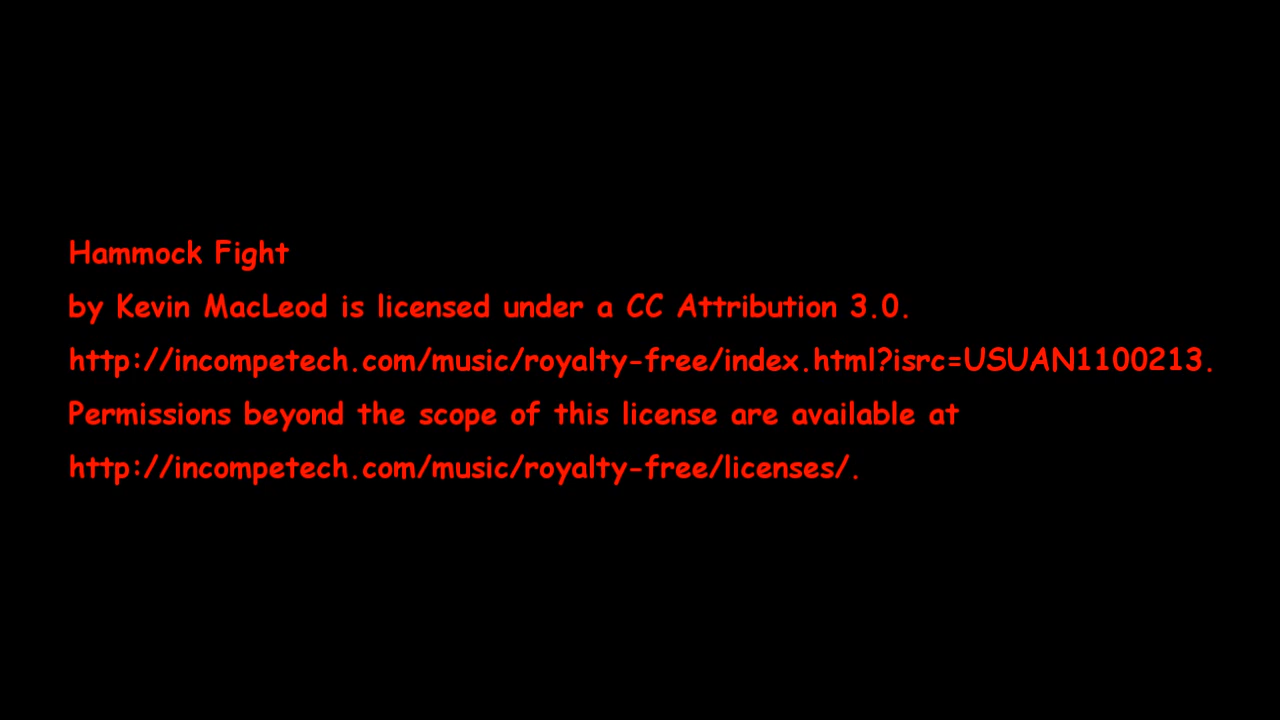 Hammock Fight
by Kevin MacLeod is licensed under a CC Attribution 3.0.
http://incompetech.com/music/royalty-free/index.html?isrc=USUAN1100213.
Permissions beyond the scope of this license are available at
http://incompetech.com/music/royalty-free/licenses/.